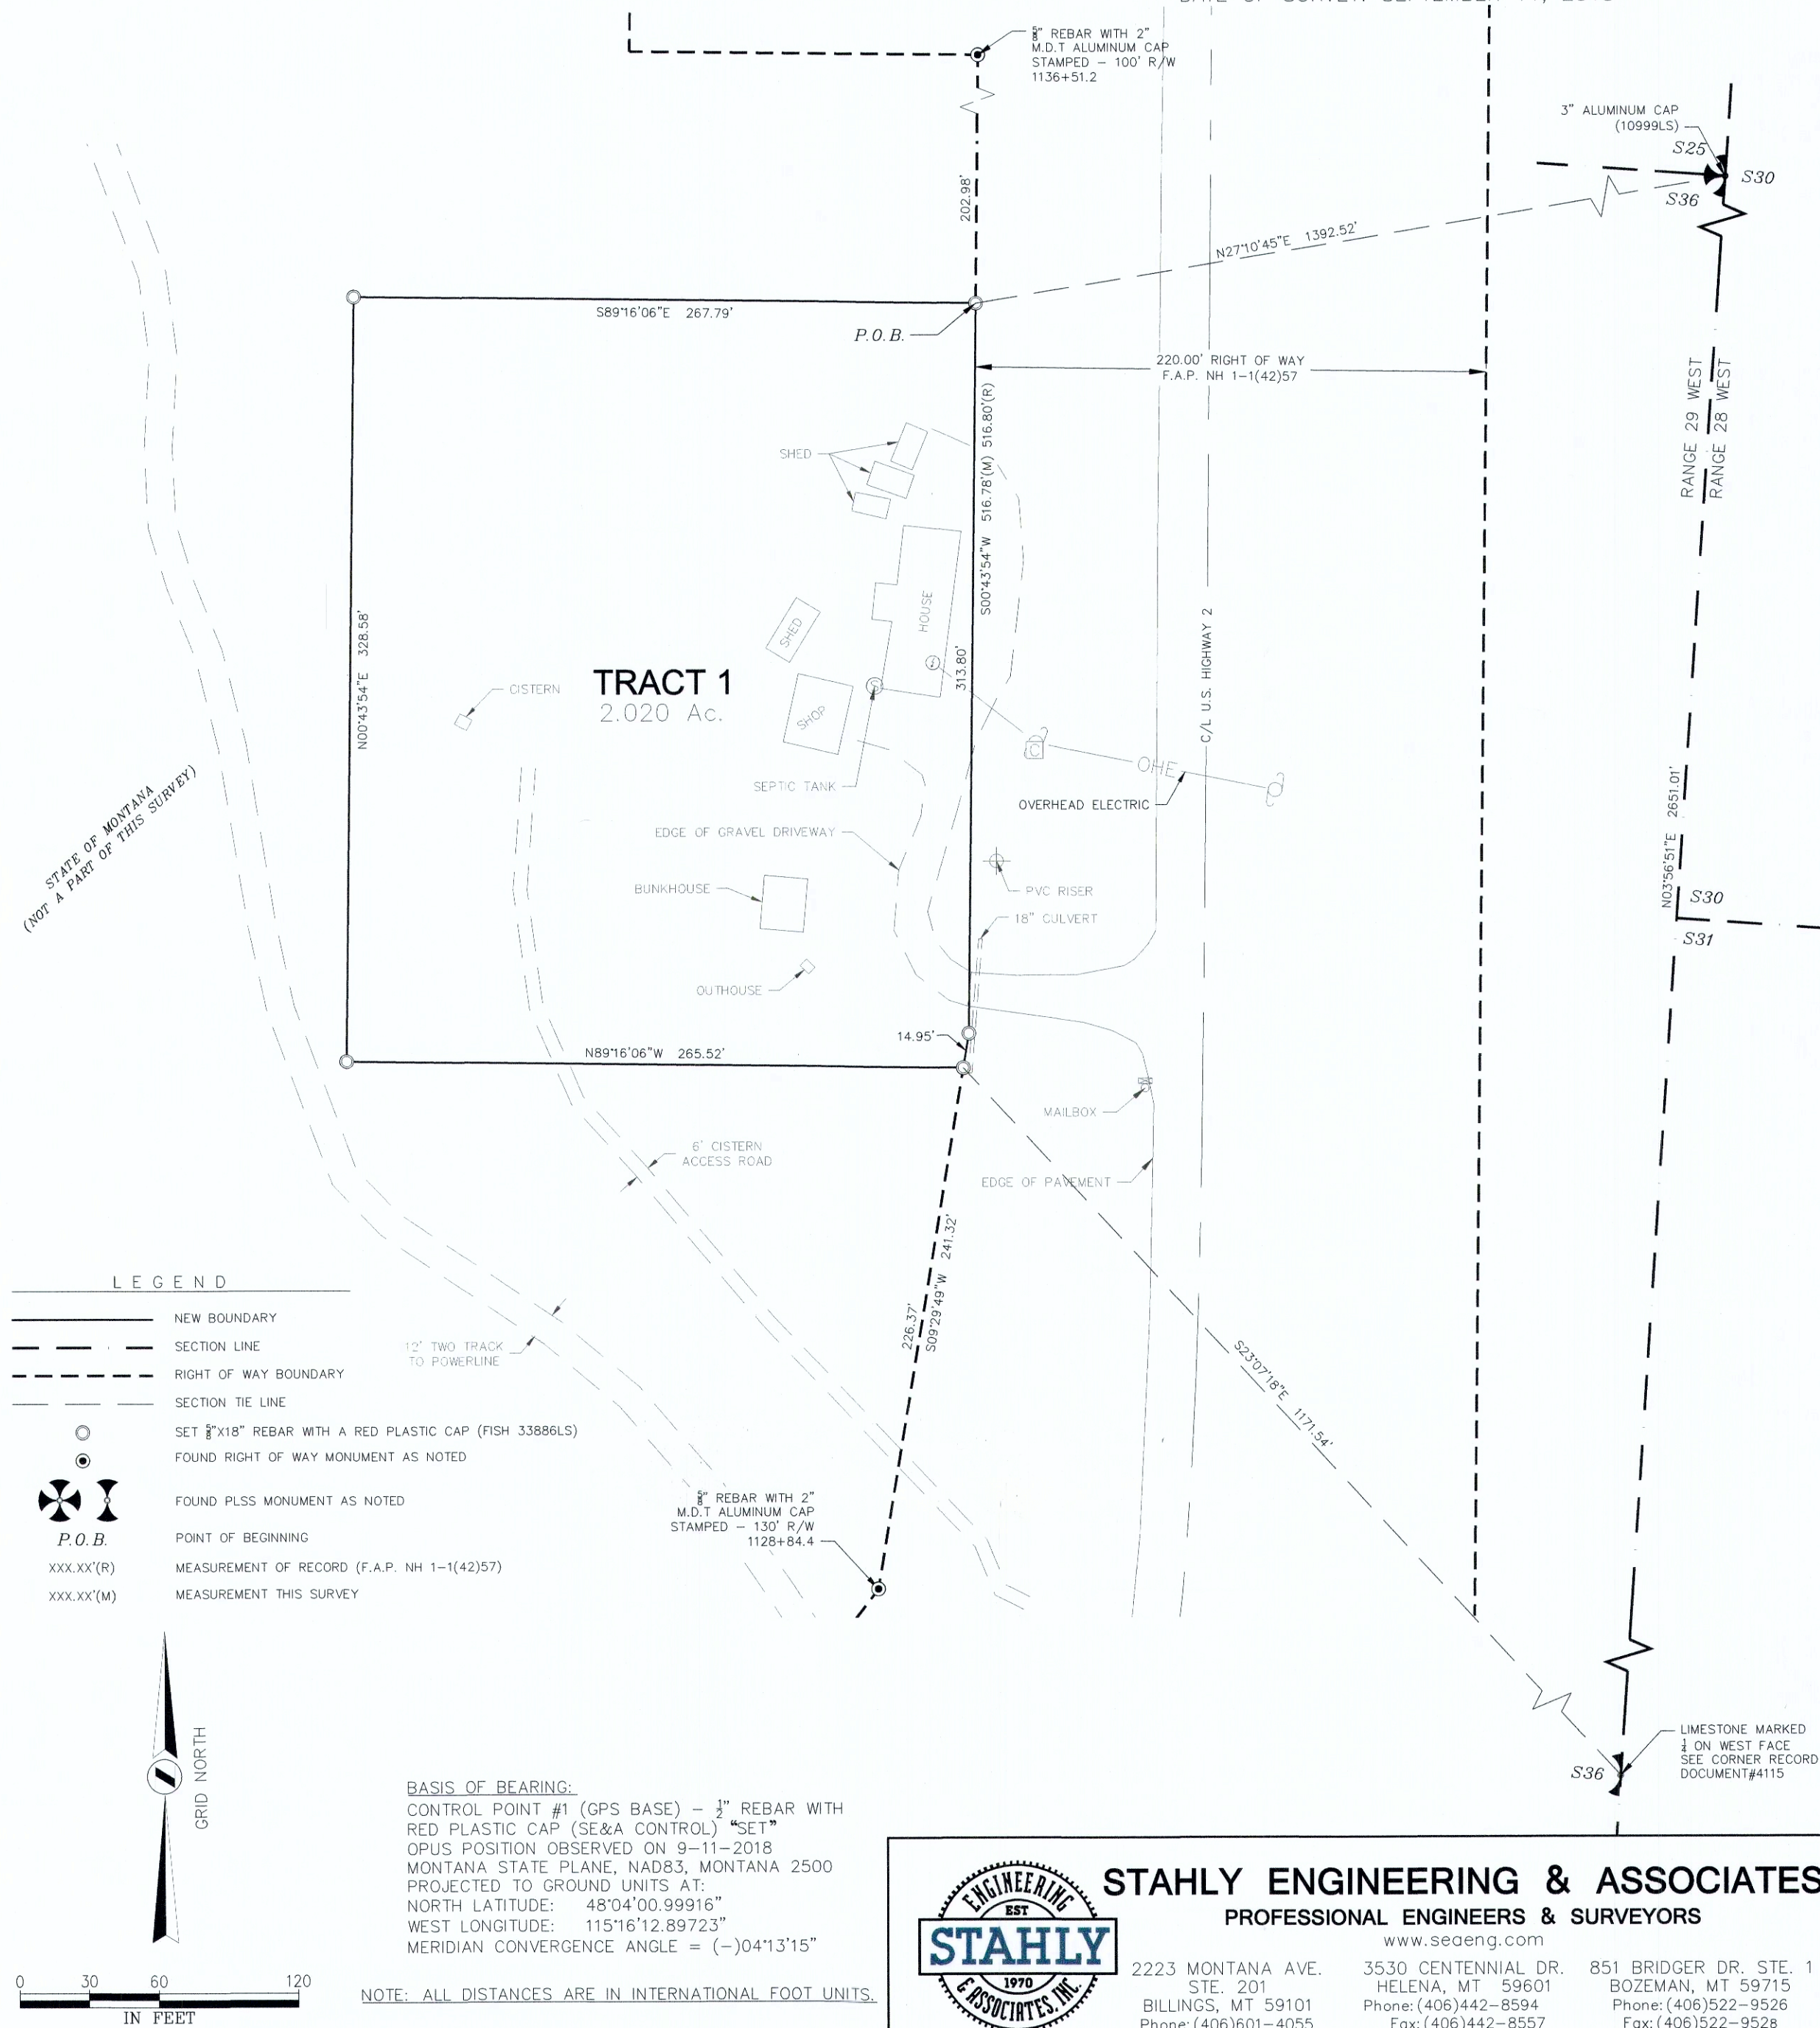 ⅝" REBAR WITH 2"
M.D.T ALUMINUM CAP
STAMPED – 100' R/W
1136+51.2
3" ALUMINUM CAP
(10999LS)
S25
S30
S36
202.98'
N27°10'45"E 1392.52'
S89°16'06"E 267.79'
P.O.B.
220.00' RIGHT OF WAY
F.A.P. NH 1–1(42)57
RANGE 29 WEST
RANGE 28 WEST
S00°43'54"W 516.78'(M) 516.80'(R)
SHED
HOUSE
SHED
313.80'
N00°43'54"E 328.58'
CISTERN
TRACT 1
2.020 Ac.
SHOP
S
C
OHE
C/L U.S. HIGHWAY 2
SEPTIC TANK
OVERHEAD ELECTRIC
STATE OF MONTANA
(NOT A PART OF THIS SURVEY)
EDGE OF GRAVEL DRIVEWAY
BUNKHOUSE
PVC RISER
18" CULVERT
N03°56'51"E 2651.01'
S30
S31
OUTHOUSE
14.95'
N89°16'06"W 265.52'
MAILBOX
6' CISTERN
ACCESS ROAD
EDGE OF PAVEMENT
226.37'
S09°29'49"W 241.32'
S23°07'18"E 1171.54'
12' TWO TRACK
TO POWERLINE
⅝" REBAR WITH 2"
M.D.T ALUMINUM CAP
STAMPED – 130' R/W
1128+84.4
LEGEND
NEW BOUNDARY
SECTION LINE
RIGHT OF WAY BOUNDARY
SECTION TIE LINE
SET ⅝"X18" REBAR WITH A RED PLASTIC CAP (FISH 33886LS)
FOUND RIGHT OF WAY MONUMENT AS NOTED
FOUND PLSS MONUMENT AS NOTED
P.O.B. POINT OF BEGINNING
XXX.XX'(R) MEASUREMENT OF RECORD (F.A.P. NH 1–1(42)57)
XXX.XX'(M) MEASUREMENT THIS SURVEY
GRID NORTH
0 30 60 120
IN FEET
LIMESTONE MARKED
¼ ON WEST FACE
SEE CORNER RECORD
DOCUMENT#4115
S36
BASIS OF BEARING:
CONTROL POINT #1 (GPS BASE) – ½" REBAR WITH
RED PLASTIC CAP (SE&A CONTROL) "SET"
OPUS POSITION OBSERVED ON 9–11–2018
MONTANA STATE PLANE, NAD83, MONTANA 2500
PROJECTED TO GROUND UNITS AT:
NORTH LATITUDE: 48°04'00.99916"
WEST LONGITUDE: 115°16'12.89723"
MERIDIAN CONVERGENCE ANGLE = (–)04°13'15"
NOTE: ALL DISTANCES ARE IN INTERNATIONAL FOOT UNITS.
ENGINEERING
EST
STAHLY
1970
& ASSOCIATES, INC.
STAHLY ENGINEERING & ASSOCIATES
PROFESSIONAL ENGINEERS & SURVEYORS
www.seaeng.com
2223 MONTANA AVE.
STE. 201
BILLINGS, MT 59101
Phone:(406)601–4055
3530 CENTENNIAL DR.
HELENA, MT 59601
Phone:(406)442–8594
Fax:(406)442–8557
851 BRIDGER DR. STE. 1
BOZEMAN, MT 59715
Phone:(406)522–9526
Fax:(406)522–9528